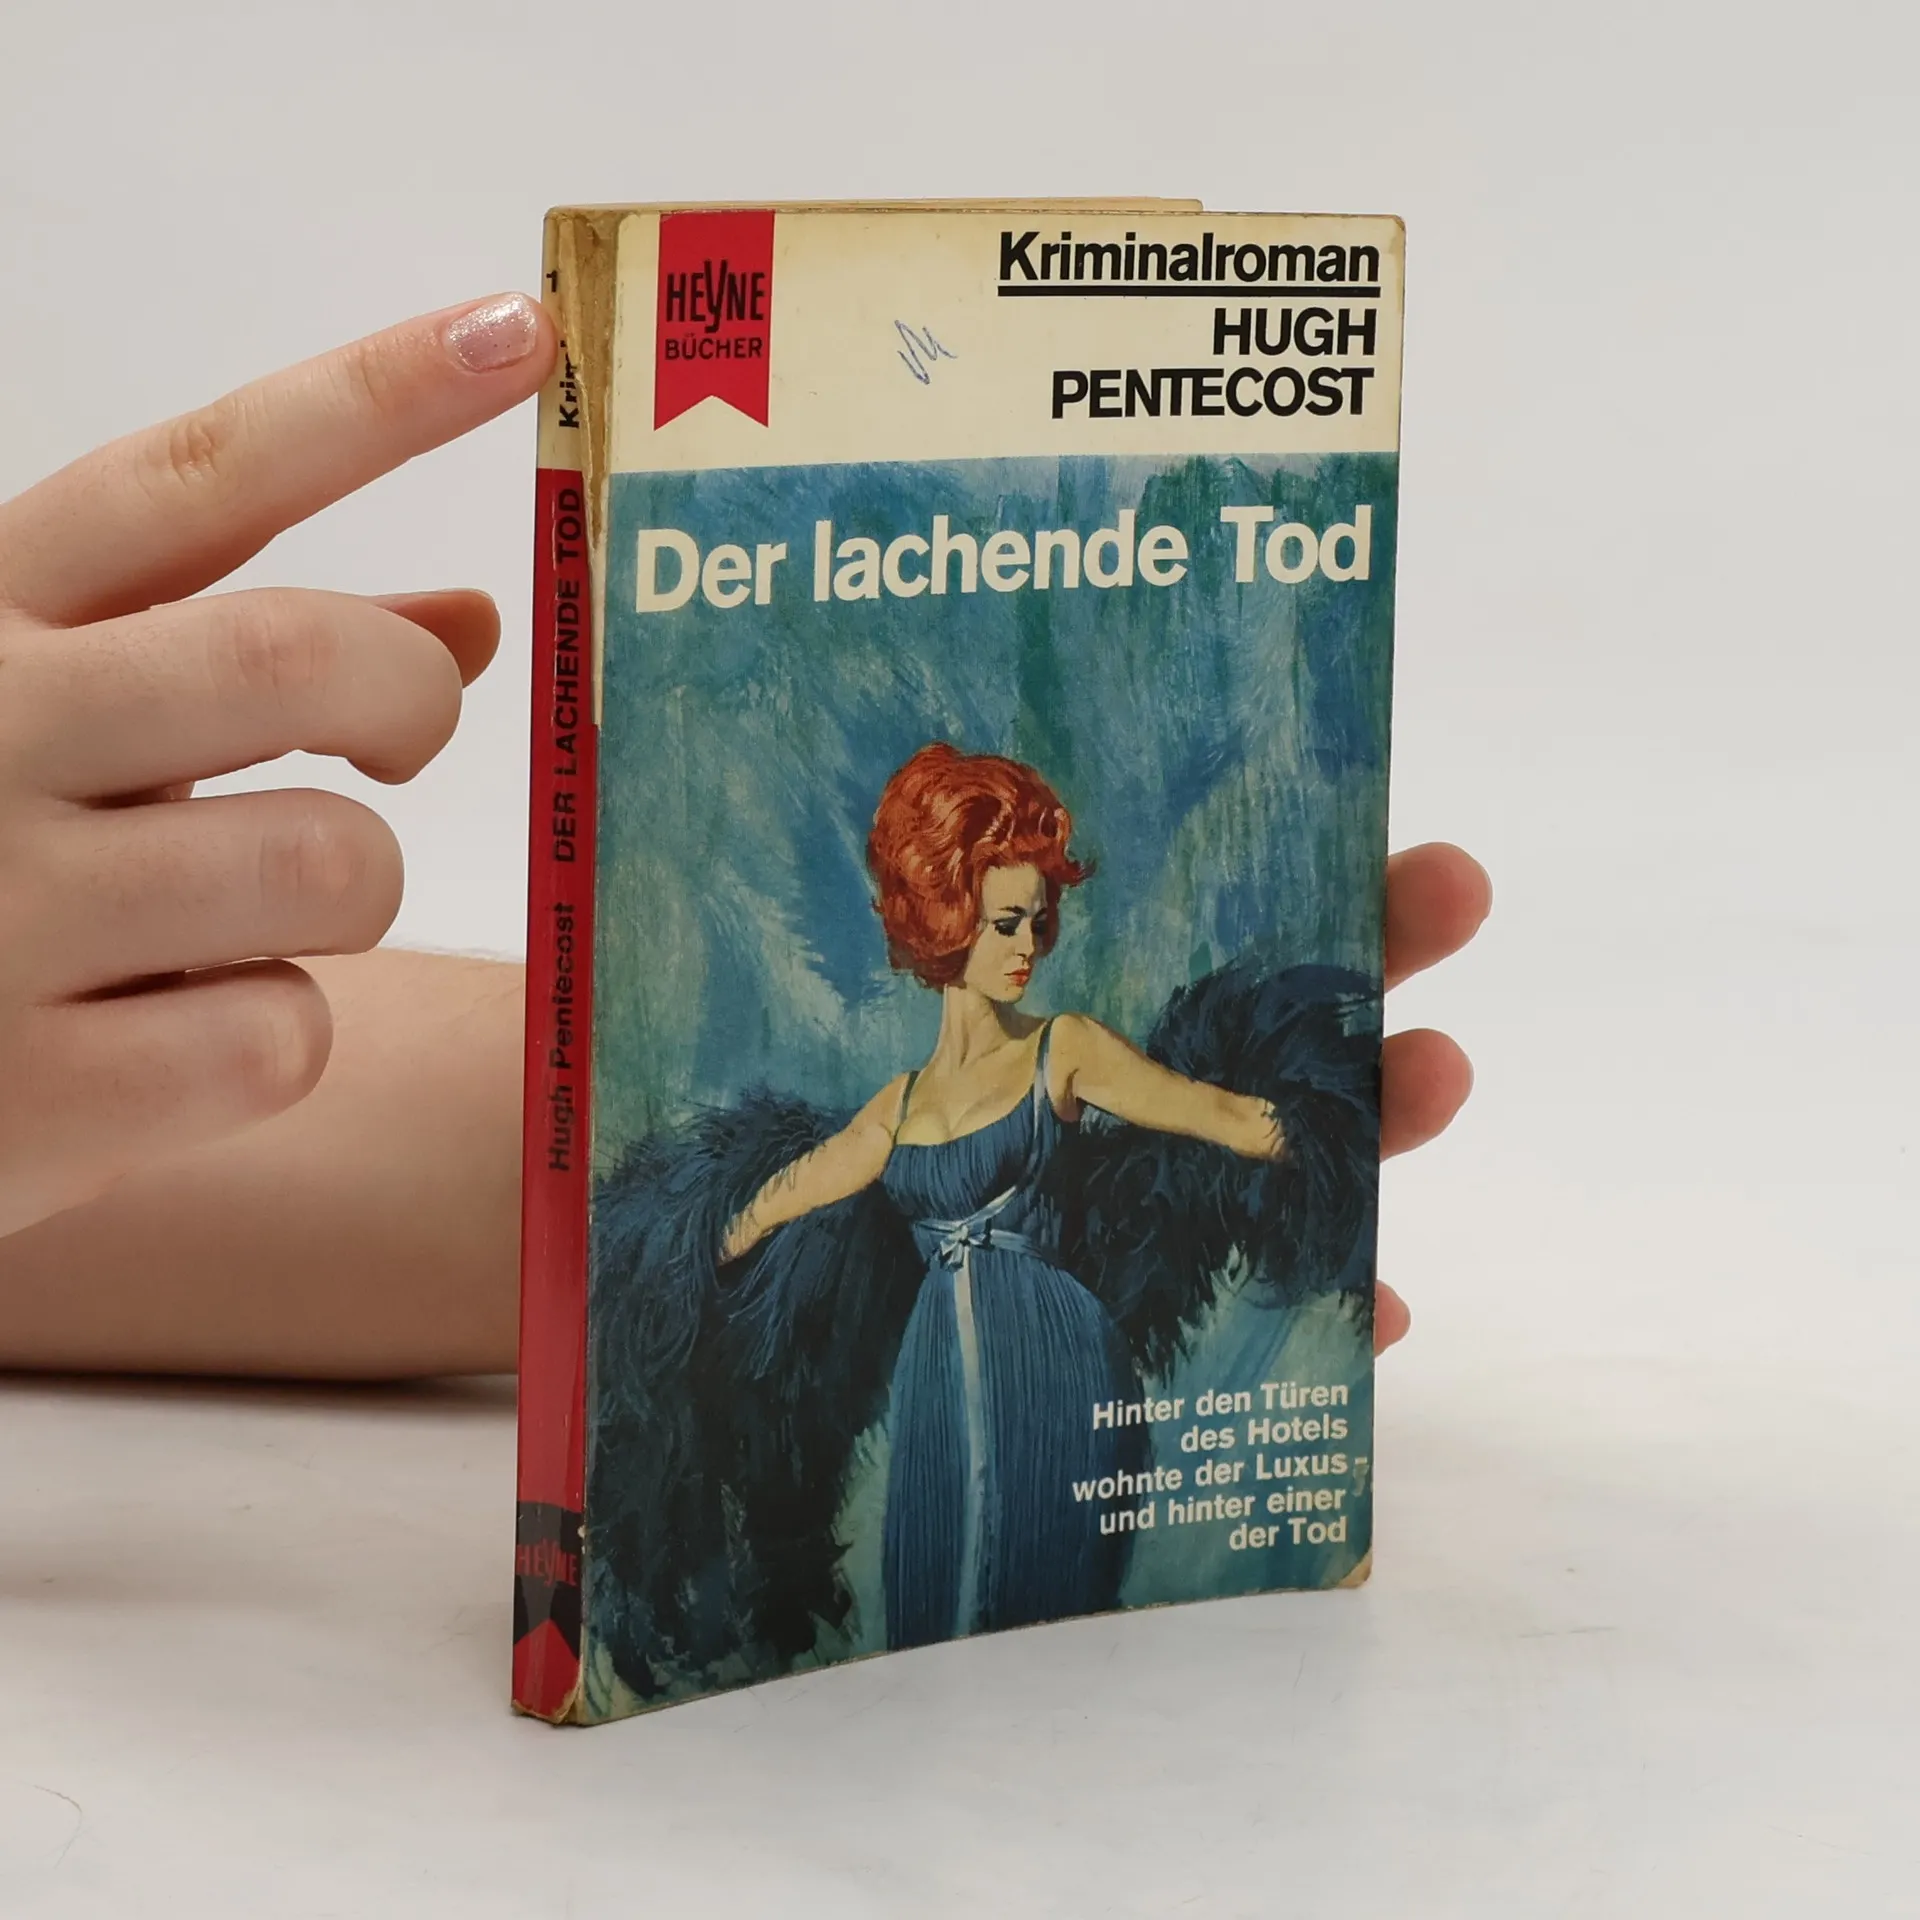 HEYNE
BÜCHER
Kriminalroman
HUGH
PENTECOST
Der lachende Tod
Hinter den Türen
des Hotels
wohnte der Luxus -
und hinter einer
der Tod
Hugh Pentecost DER LACHENDE TOD
HEYNE